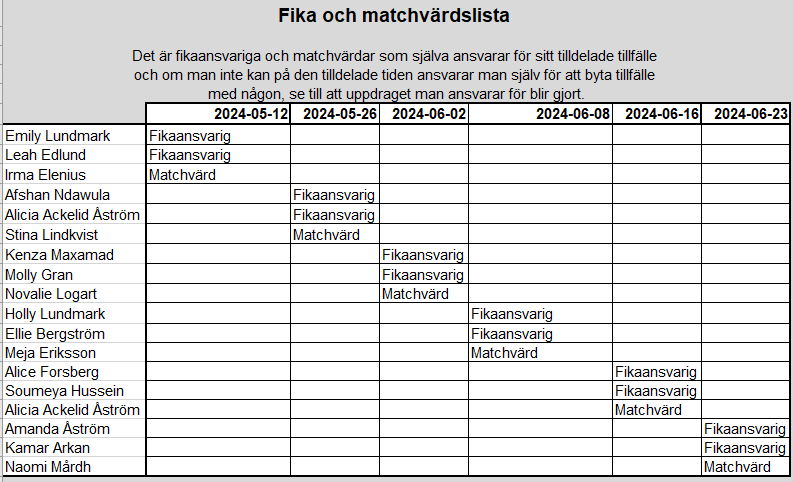 Fika och matchvärdslista
Det är fikaansvariga och matchvärdar som själva ansvarar för sitt tilldelade tillfälle
och om man inte kan på den tilldelade tiden ansvarar man själv för att byta tillfälle
med någon, se till att uppdraget man ansvarar för blir gjort.
2024-05-12 2024-05-26 2024-06-02 2024-06-08 2024-06-16 2024-06-23
Emily Lundmark Fikaansvarig
Leah Edlund Fikaansvarig
Irma Elenius Matchvärd
Afshan Ndawula Fikaansvarig
Alicia Ackelid Åström Fikaansvarig
Stina Lindkvist Matchvärd
Kenza Maxamad Fikaansvarig
Molly Gran Fikaansvarig
Novalie Logart Matchvärd
Holly Lundmark Fikaansvarig
Ellie Bergström Fikaansvarig
Meja Eriksson Matchvärd
Alice Forsberg Fikaansvarig
Soumeya Hussein Fikaansvarig
Alicia Ackelid Åström Matchvärd
Amanda Åström Fikaansvarig
Kamar Arkan Fikaansvarig
Naomi Mårdh Matchvärd